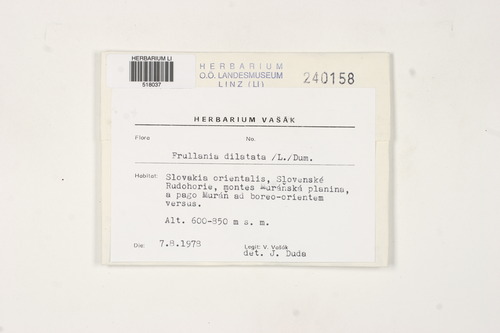 HERBARIUM LI
518037
HERBARIUM
O.Ö. LANDESMUSEUM
LINZ (LI)
240158
HERBARIUM VAŠÁK
Flora No.
Frullania dilatata /L./Dum.
Habitat: Slovakia orientalis, Slovenské
Rudohorie, montes Muránská planina,
a pago Muráň ad boreo-orientem
versus.
Alt. 600-850 m s. m.
Die: 7.8.1978 Legit: V. Vašák
det. J. Duda